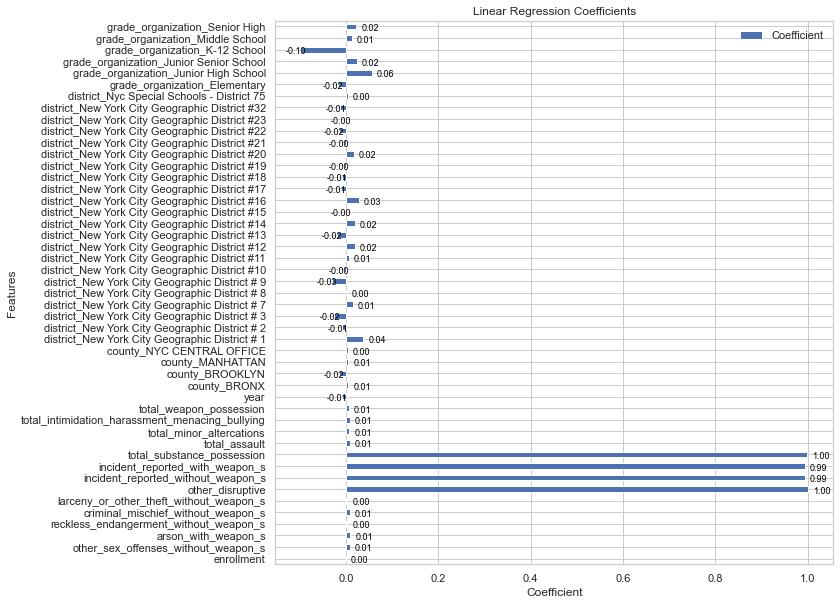 Linear Regression Coefficients
Coefficient
grade_organization_Senior High 0.02
grade_organization_Middle School 0.01
grade_organization_K-12 School -0.10
grade_organization_Junior Senior School 0.02
grade_organization_Junior High School 0.06
grade_organization_Elementary -0.02
district_Nyc Special Schools - District 75 0.00
district_New York City Geographic District #32 -0.01
district_New York City Geographic District #23 -0.00
district_New York City Geographic District #22 -0.02
district_New York City Geographic District #21 -0.00
district_New York City Geographic District #20 0.02
district_New York City Geographic District #19 -0.00
district_New York City Geographic District #18 -0.01
district_New York City Geographic District #17 -0.01
district_New York City Geographic District #16 0.03
district_New York City Geographic District #15 -0.00
district_New York City Geographic District #14 0.02
district_New York City Geographic District #13 -0.02
district_New York City Geographic District #12 0.02
district_New York City Geographic District #11 0.01
district_New York City Geographic District #10 -0.00
district_New York City Geographic District # 9 -0.03
district_New York City Geographic District # 8 0.00
district_New York City Geographic District # 7 0.01
district_New York City Geographic District # 3 -0.02
district_New York City Geographic District # 2 -0.01
district_New York City Geographic District # 1 0.04
county_NYC CENTRAL OFFICE 0.00
county_MANHATTAN 0.01
county_BROOKLYN -0.02
county_BRONX 0.01
year -0.01
total_weapon_possession 0.01
total_intimidation_harassment_menacing_bullying 0.01
total_minor_altercations 0.01
total_assault 0.01
total_substance_possession 1.00
incident_reported_with_weapon_s 0.99
incident_reported_without_weapon_s 0.99
other_disruptive 1.00
larceny_or_other_theft_without_weapon_s 0.00
criminal_mischief_without_weapon_s 0.01
reckless_endangerment_without_weapon_s 0.00
arson_with_weapon_s 0.01
other_sex_offenses_without_weapon_s 0.01
enrollment 0.00
Features
0.0 0.2 0.4 0.6 0.8 1.0
Coefficient